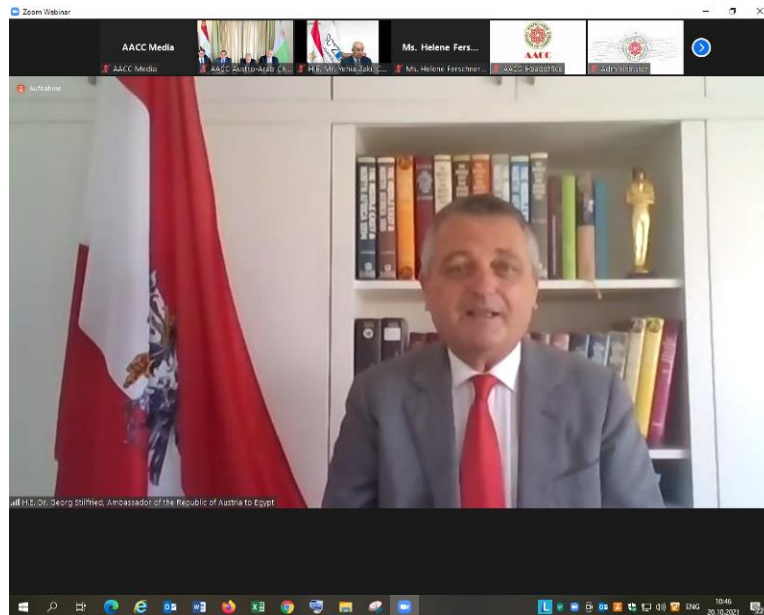 Zoom Webinar
AACC Media
Ms. Helene Fers...
AACC
AACC Media
AACC Austro-Arab Ch...
H.E. Mr. Yehia Zaki, C...
Ms. Helene Ferschner...
AACC Headoffice
Administrator
Aufnahme
H.E. Dr. Georg Stillfried, Ambassador of the Republic of Austria to Egypt
ENG
10:46
20.10.2021